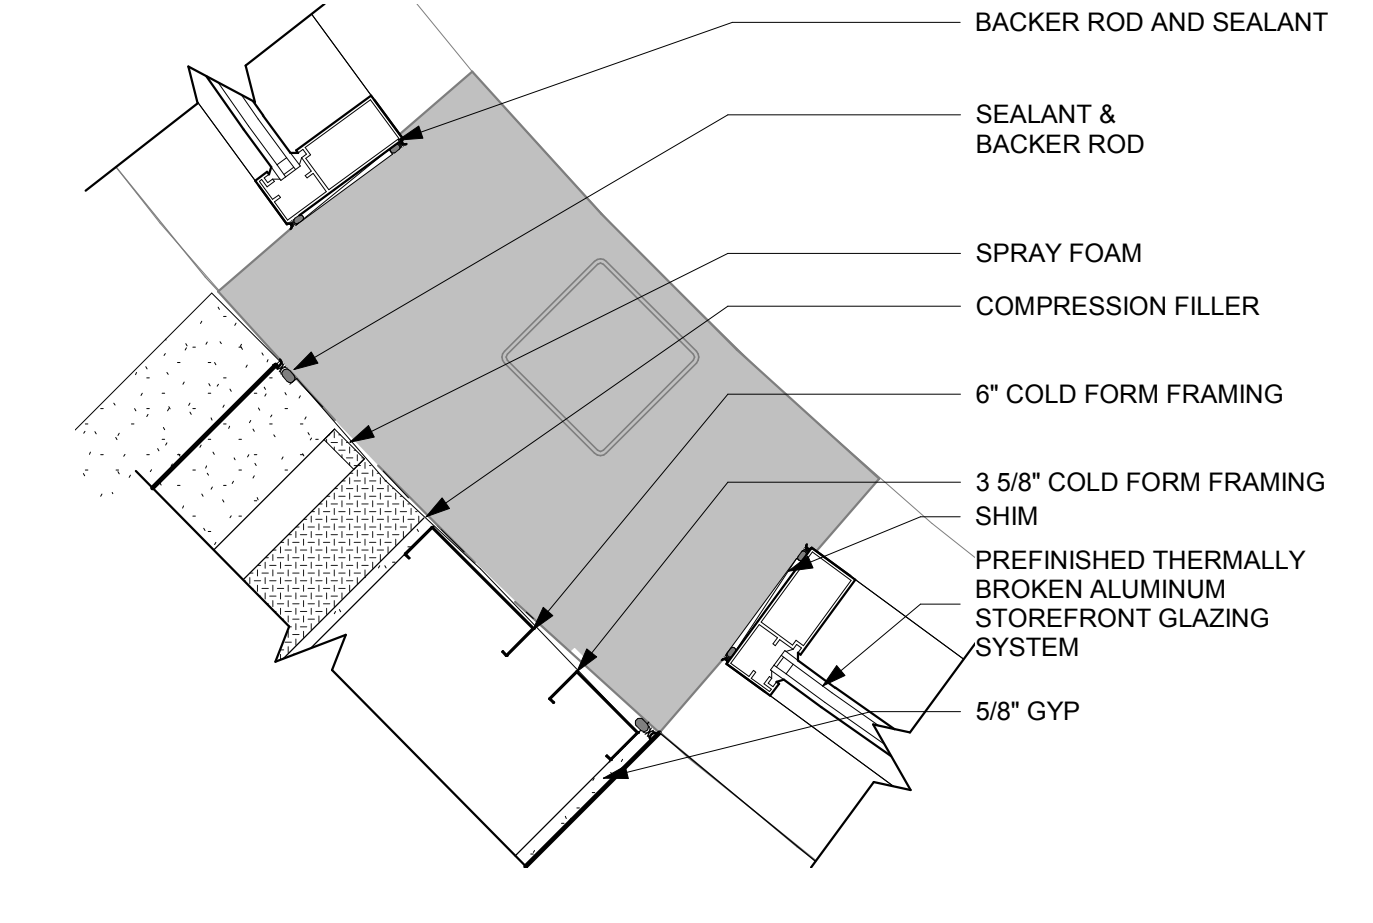 BACKER ROD AND SEALANT
SEALANT &
BACKER ROD
SPRAY FOAM
COMPRESSION FILLER
6" COLD FORM FRAMING
3 5/8" COLD FORM FRAMING
SHIM
PREFINISHED THERMALLY
BROKEN ALUMINUM
STOREFRONT GLAZING
SYSTEM
5/8" GYP